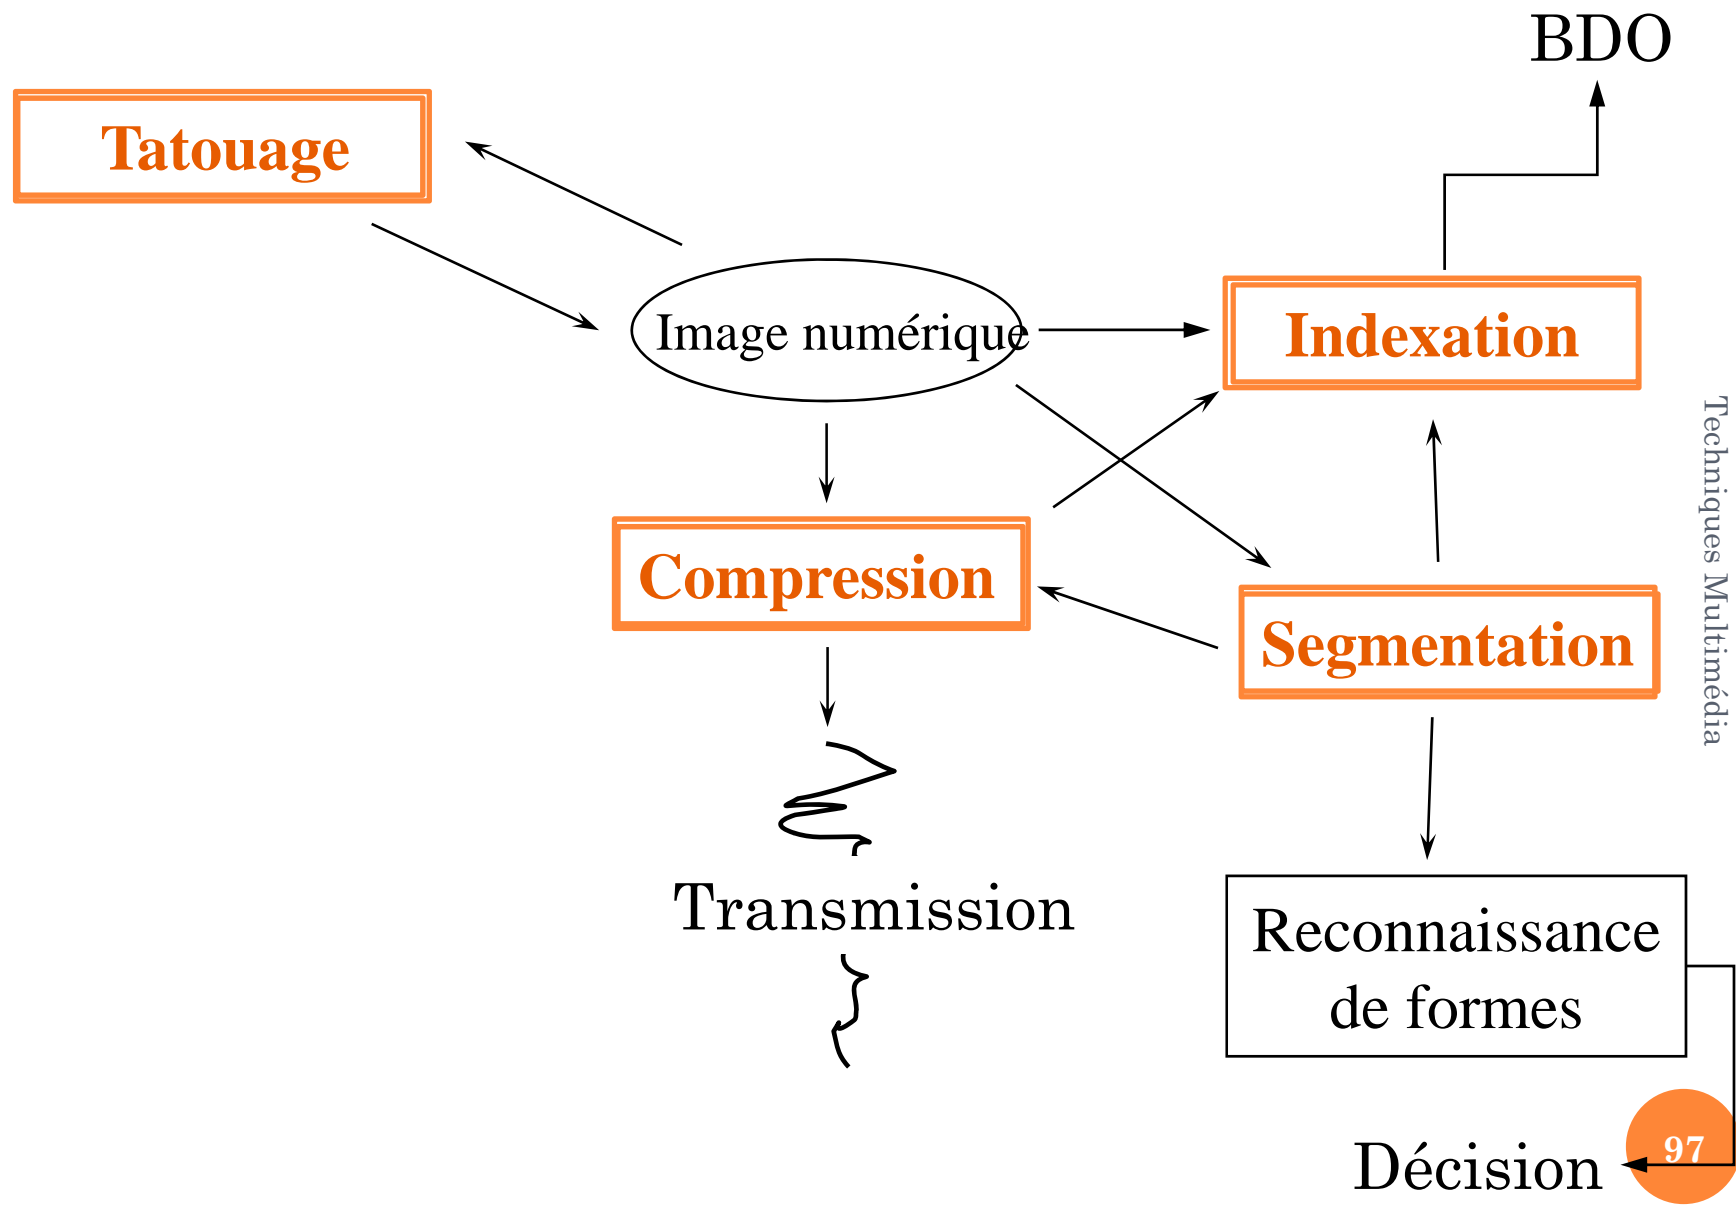 BDO
Tatouage
Image numérique
Indexation
Compression
Segmentation
Techniques Multimédia
Transmission
Reconnaissance
de formes
97
Décision